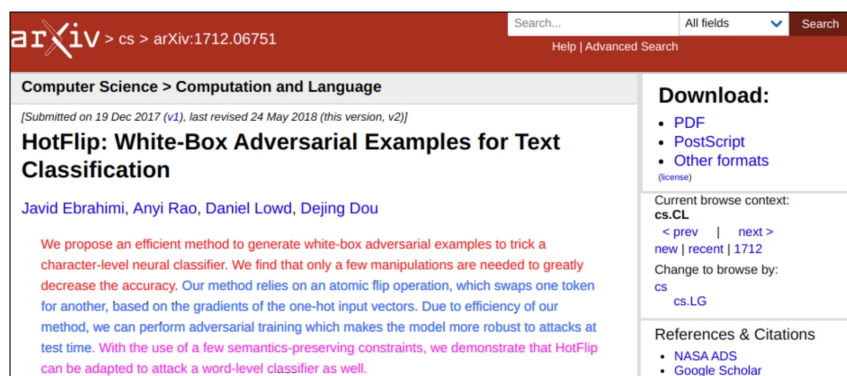 arXiv > cs > arXiv:1712.06751
Search... All fields Search
Help | Advanced Search
Computer Science > Computation and Language
[Submitted on 19 Dec 2017 (v1), last revised 24 May 2018 (this version, v2)]
HotFlip: White-Box Adversarial Examples for Text
Classification
Javid Ebrahimi, Anyi Rao, Daniel Lowd, Dejing Dou
We propose an efficient method to generate white-box adversarial examples to trick a
character-level neural classifier. We find that only a few manipulations are needed to greatly
decrease the accuracy. Our method relies on an atomic flip operation, which swaps one token
for another, based on the gradients of the one-hot input vectors. Due to efficiency of our
method, we can perform adversarial training which makes the model more robust to attacks at
test time. With the use of a few semantics-preserving constraints, we demonstrate that HotFlip
can be adapted to attack a word-level classifier as well.
Download:
• PDF
• PostScript
• Other formats
(license)
Current browse context:
cs.CL
< prev | next >
new | recent | 1712
Change to browse by:
cs
cs.LG
References & Citations
• NASA ADS
• Google Scholar